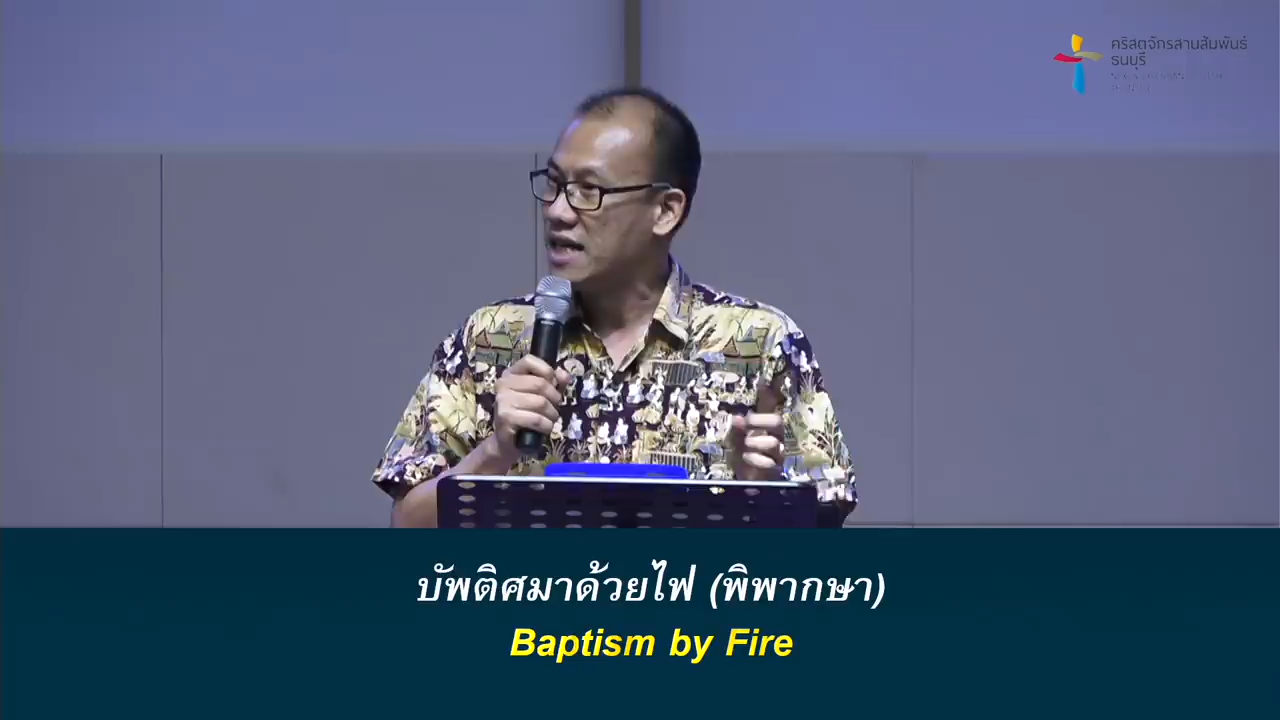 คริสตจักรสานสัมพันธ์
ธนบุรี
บัพติศมาด้วยไฟ (พิพากษา)
Baptism by Fire